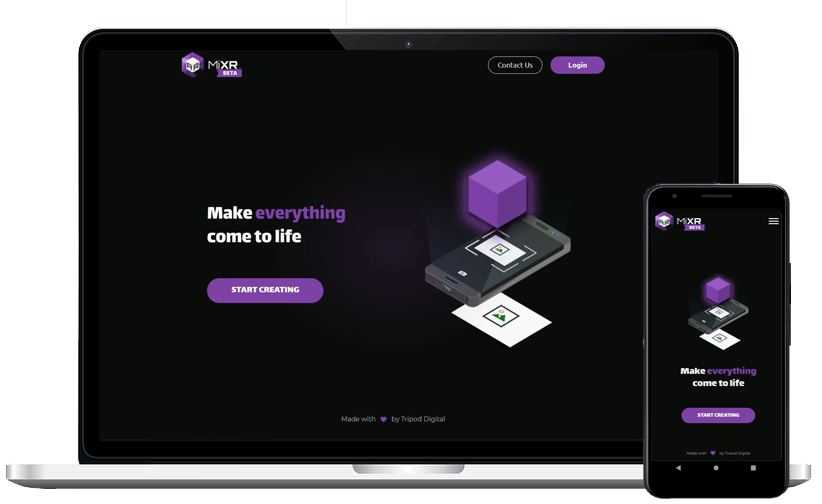 MiXR
BETA
Contact Us
Login
Make everything
come to life
START CREATING
Made with by Tripod Digital
MiXR
BETA
Make everything
come to life
START CREATING
Made with by Tripod Digital